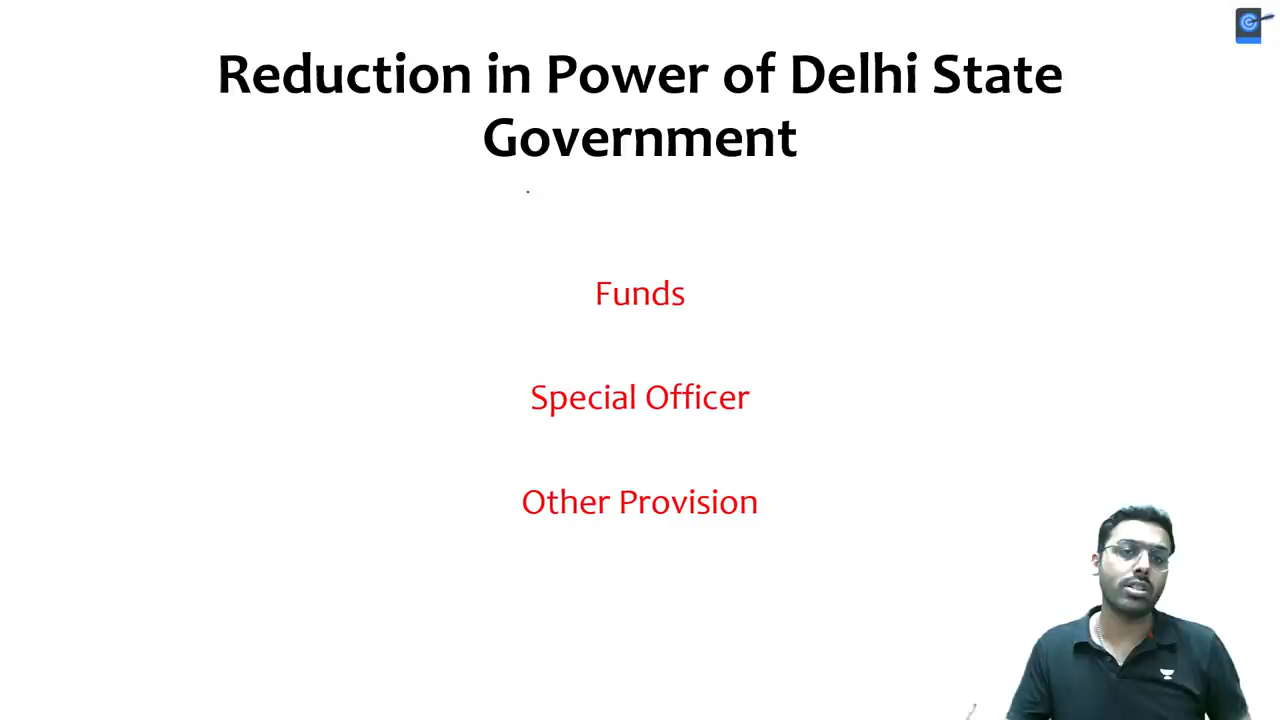 Reduction in Power of Delhi State
Government
Funds
Special Officer
Other Provision